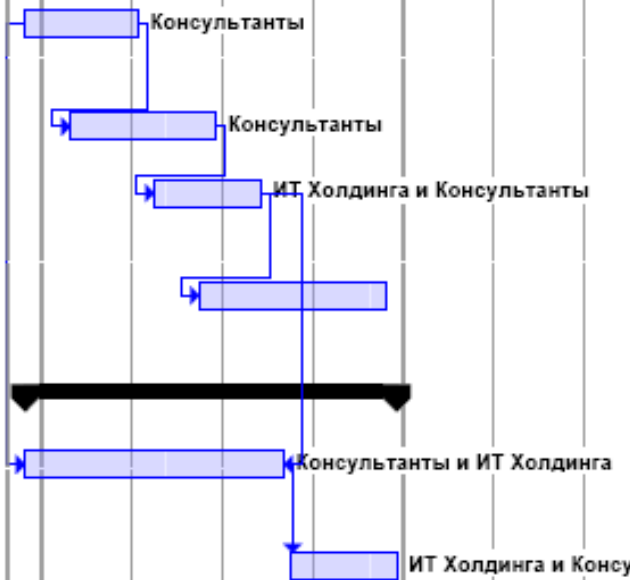 Консультанты
Консультанты
ИТ Холдинга и Консультанты
Консультанты и ИТ Холдинга
ИТ Холдинга и